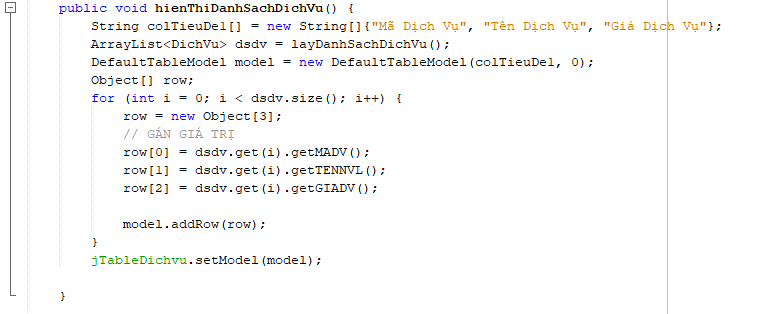 public void hienThiDanhSachDichVu() {
String colTieuDel[] = new String[]{"Mã Dịch Vụ", "Tên Dịch Vụ", "Giá Dịch Vụ"};
ArrayList<DichVu> dsdv = layDanhSachDichVu();
DefaultTableModel model = new DefaultTableModel(colTieuDel, 0);
Object[] row;
for (int i = 0; i < dsdv.size(); i++) {
row = new Object[3];
// GÁN GIÁ TRỊ
row[0] = dsdv.get(i).getMADV();
row[1] = dsdv.get(i).getTENNVL();
row[2] = dsdv.get(i).getGIADV();
model.addRow(row);
}
jTableDichvu.setModel(model);
}